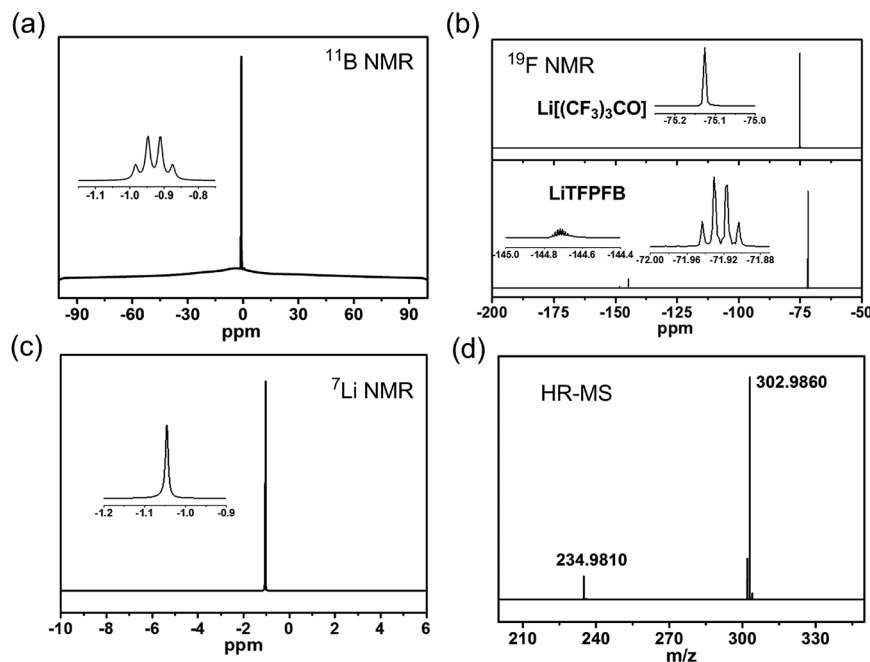 (a)
11B NMR
-1.1 -1.0 -0.9 -0.8
-90 -60 -30 0 30 60 90
ppm
(b)
19F NMR
Li[(CF3)3CO]
-75.2 -75.1 -75.0
LiTFPFB
-145.0 -144.8 -144.6 -144.4
-72.00 -71.96 -71.92 -71.88
-200 -175 -150 -125 -100 -75 -50
ppm
(c)
7Li NMR
-1.2 -1.1 -1.0 -0.9
-10 -8 -6 -4 -2 0 2 4 6
ppm
(d)
HR-MS
302.9860
234.9810
210 240 270 300 330
m/z